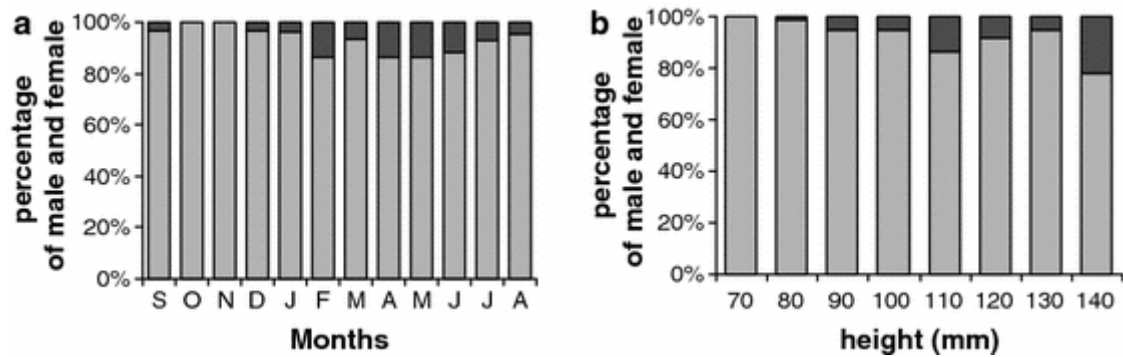 a
percentage
of male and female
100%
80%
60%
40%
20%
0%
S O N D J F M A M J J A
Months
b
percentage
of male and female
100%
80%
60%
40%
20%
0%
70 80 90 100 110 120 130 140
height (mm)